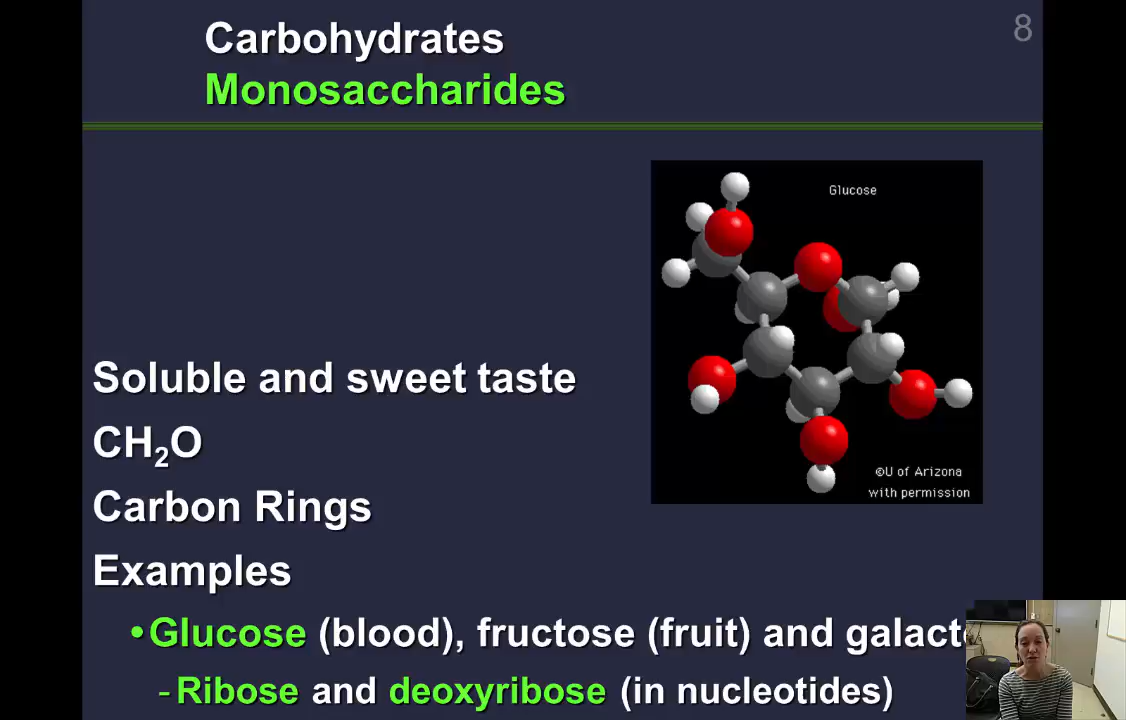 Carbohydrates
8
Monosaccharides
Glucose
©U of Arizona
with permission
Soluble and sweet taste
CH₂O
Carbon Rings
Examples
•Glucose (blood), fructose (fruit) and
-Ribose and deoxyribose (in nucleotides)